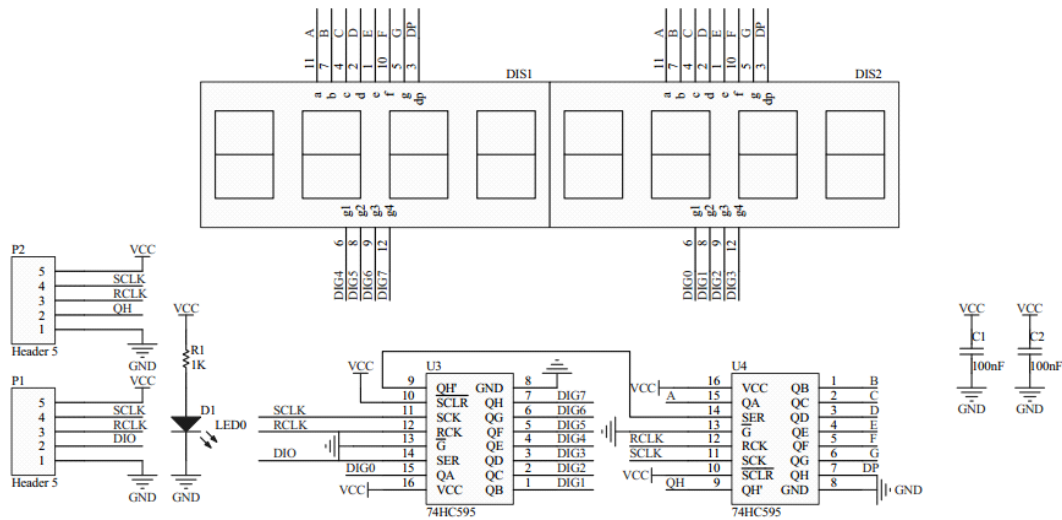 A B C D E F G DP
11 7 4 2 1 10 5 3
DIS1
a b c d e f g dp
g1 g2 g3 g4
6 8 9 12
DIG4 DIG5 DIG6 DIG7
A B C D E F G DP
11 7 4 2 1 10 5 3
DIS2
a b c d e f g dp
g1 g2 g3 g4
6 8 9 12
DIG0 DIG1 DIG2 DIG3
P2
VCC
5
4 SCLK
3 RCLK
2 QH
1
Header 5
GND
P1
VCC
5
4 SCLK
3 RCLK
2 DIO
1
Header 5
GND
VCC
R1
1K
D1
LED0
GND
U3
VCC
9 QH' GND 8
10 SCLR QH 7 DIG7
SCLK 11 SCK QG 6 DIG6
RCLK 12 RCK QF 5 DIG5
13 G QE 4 DIG4
DIO 14 SER QD 3 DIG3
DIG0 15 QA QC 2 DIG2
VCC 16 VCC QB 1 DIG1
74HC595
U4
VCC 16 VCC QB 1 B
A 15 QA QC 2 C
14 SER QD 3 D
13 G QE 4 E
RCLK 12 RCK QF 5 F
SCLK 11 SCK QG 6 G
VCC 10 SCLR QH 7 DP
QH 9 QH' GND 8 GND
74HC595
VCC
C1
100nF
GND
VCC
C2
100nF
GND